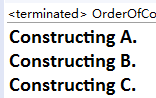 <terminated> OrderOfCo
Constructing A.
Constructing B.
Constructing C.